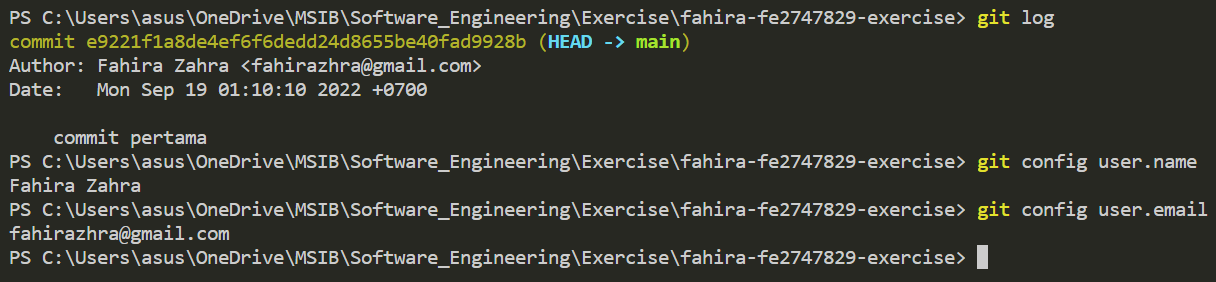 PS C:\Users\asus\OneDrive\MSIB\Software_Engineering\Exercise\fahira-fe2747829-exercise> git log
commit e9221f1a8de4ef6f6dedd24d8655be40fad9928b (HEAD -> main)
Author: Fahira Zahra <fahirazhra@gmail.com>
Date:   Mon Sep 19 01:10:10 2022 +0700
    commit pertama
PS C:\Users\asus\OneDrive\MSIB\Software_Engineering\Exercise\fahira-fe2747829-exercise> git config user.name
Fahira Zahra
PS C:\Users\asus\OneDrive\MSIB\Software_Engineering\Exercise\fahira-fe2747829-exercise> git config user.email
fahirazhra@gmail.com
PS C:\Users\asus\OneDrive\MSIB\Software_Engineering\Exercise\fahira-fe2747829-exercise>